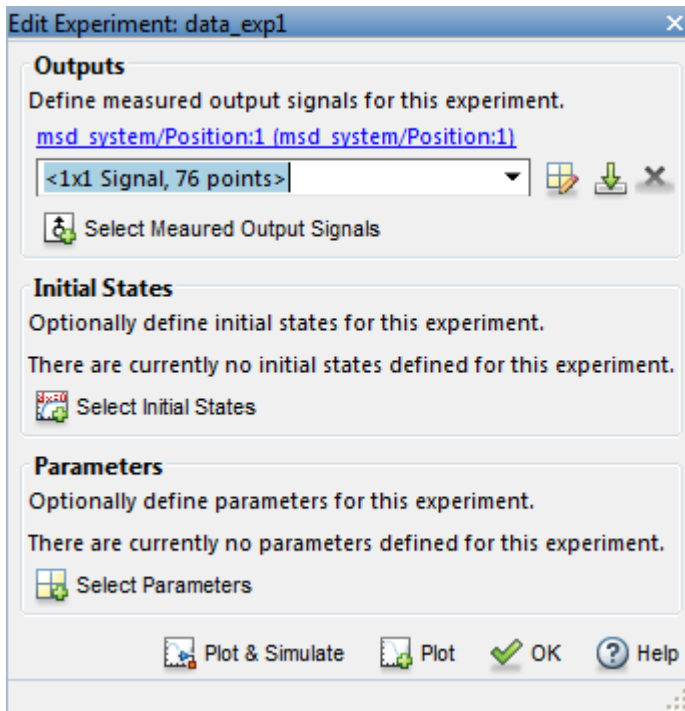 Edit Experiment: data_exp1
Outputs
Define measured output signals for this experiment.
msd_system/Position:1 (msd_system/Position:1)
<1x1 Signal, 76 points>
Select Meaured Output Signals
Initial States
Optionally define initial states for this experiment.
There are currently no initial states defined for this experiment.
Select Initial States
Parameters
Optionally define parameters for this experiment.
There are currently no parameters defined for this experiment.
Select Parameters
Plot & Simulate Plot OK Help